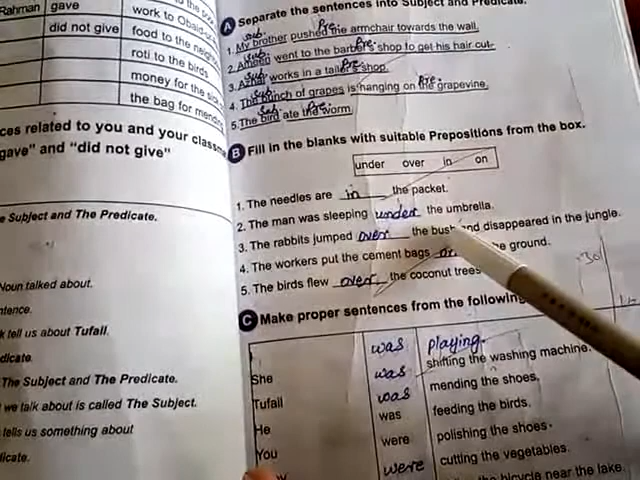 Rahman gave work to
did not give food to the
roti to the birds
money for the
the bag for
related to you and your
gave" and "did not give"
Subject and The Predicate.
Noun talked about.
tell us about Tufail.
The Subject and The Predicate.
we talk about is called The Subject.
tells us something about
A Separate the sentences into Subject and Predicate.
sub. Pre.
1. My brother pushed the armchair towards the wall.
sub. Pre.
2. Ameen went to the barber's shop to get his hair cut.
sub. Pre.
3. Azhar works in a tailor's shop.
sub. Pre.
4. The bunch of grapes is hanging on the grapevine.
Sub. Pre.
5. The bird ate the worm.
B Fill in the blanks with suitable Prepositions from the box.
under over in on
1. The needles are in the packet.
2. The man was sleeping under the umbrella.
3. The rabbits jumped over the bush and disappeared in the jungle.
4. The workers put the cement bags ground.
5. The birds flew over the coconut trees
C Make proper sentences from the following
was playing.
She was shifting the washing machine.
Tufail was mending the shoes.
He was feeding the birds.
You were polishing the shoes.
were cutting the vegetables.
the bicycle near the lake.